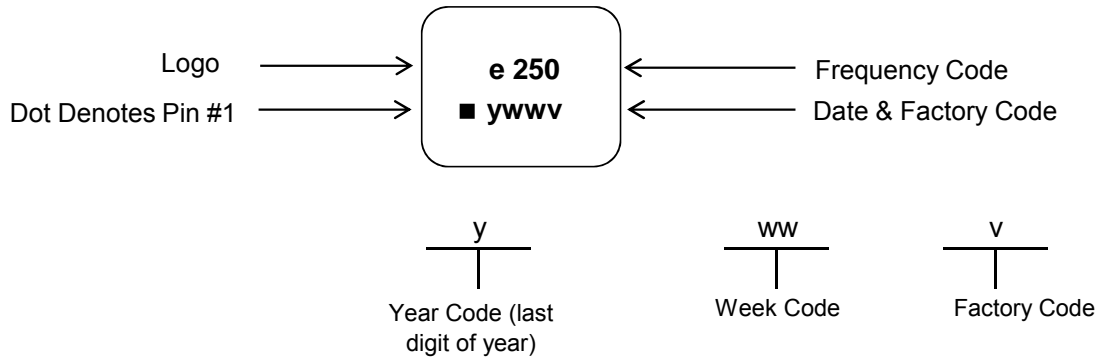 Logo
e 250
Frequency Code
Dot Denotes Pin #1
■ ywwv
Date & Factory Code
y
ww
v
Year Code (last
digit of year)
Week Code
Factory Code